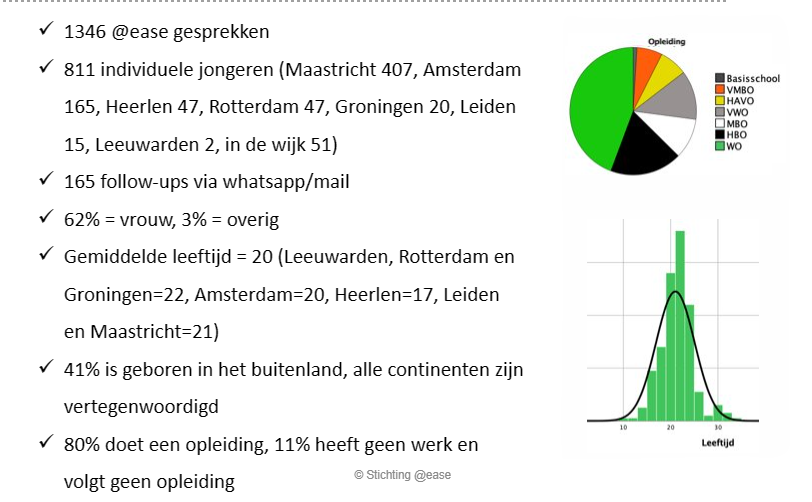 ✓ 1346 @ease gesprekken
✓ 811 individuele jongeren (Maastricht 407, Amsterdam
165, Heerlen 47, Rotterdam 47, Groningen 20, Leiden
15, Leeuwarden 2, in de wijk 51)
✓ 165 follow-ups via whatsapp/mail
✓ 62% = vrouw, 3% = overig
✓ Gemiddelde leeftijd = 20 (Leeuwarden, Rotterdam en
Groningen=22, Amsterdam=20, Heerlen=17, Leiden
en Maastricht=21)
✓ 41% is geboren in het buitenland, alle continenten zijn
vertegenwoordigd
✓ 80% doet een opleiding, 11% heeft geen werk en
volgt geen opleiding
Opleiding
Basisschool
VMBO
HAVO
VWO
MBO
HBO
WO
10 20 30
Leeftijd
© Stichting @ease